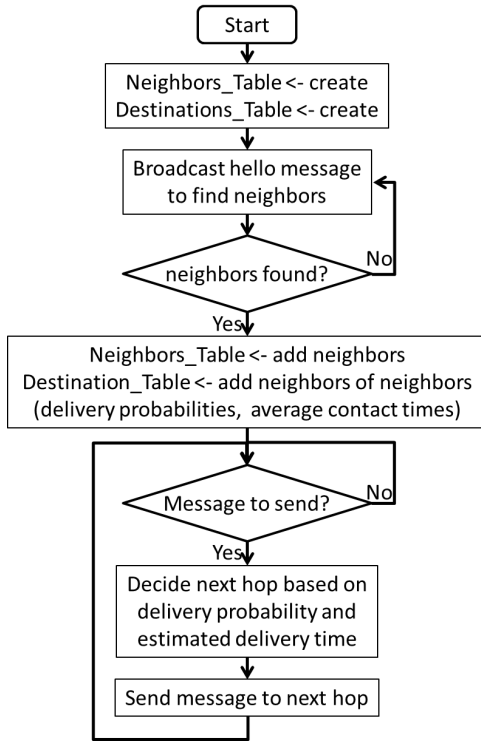 Start
Neighbors_Table <- create
Destinations_Table <- create
Broadcast hello message
to find neighbors
No
neighbors found?
Yes
Neighbors_Table <- add neighbors
Destination_Table <- add neighbors of neighbors
(delivery probabilities, average contact times)
No
Message to send?
Yes
Decide next hop based on
delivery probability and
estimated delivery time
Send message to next hop